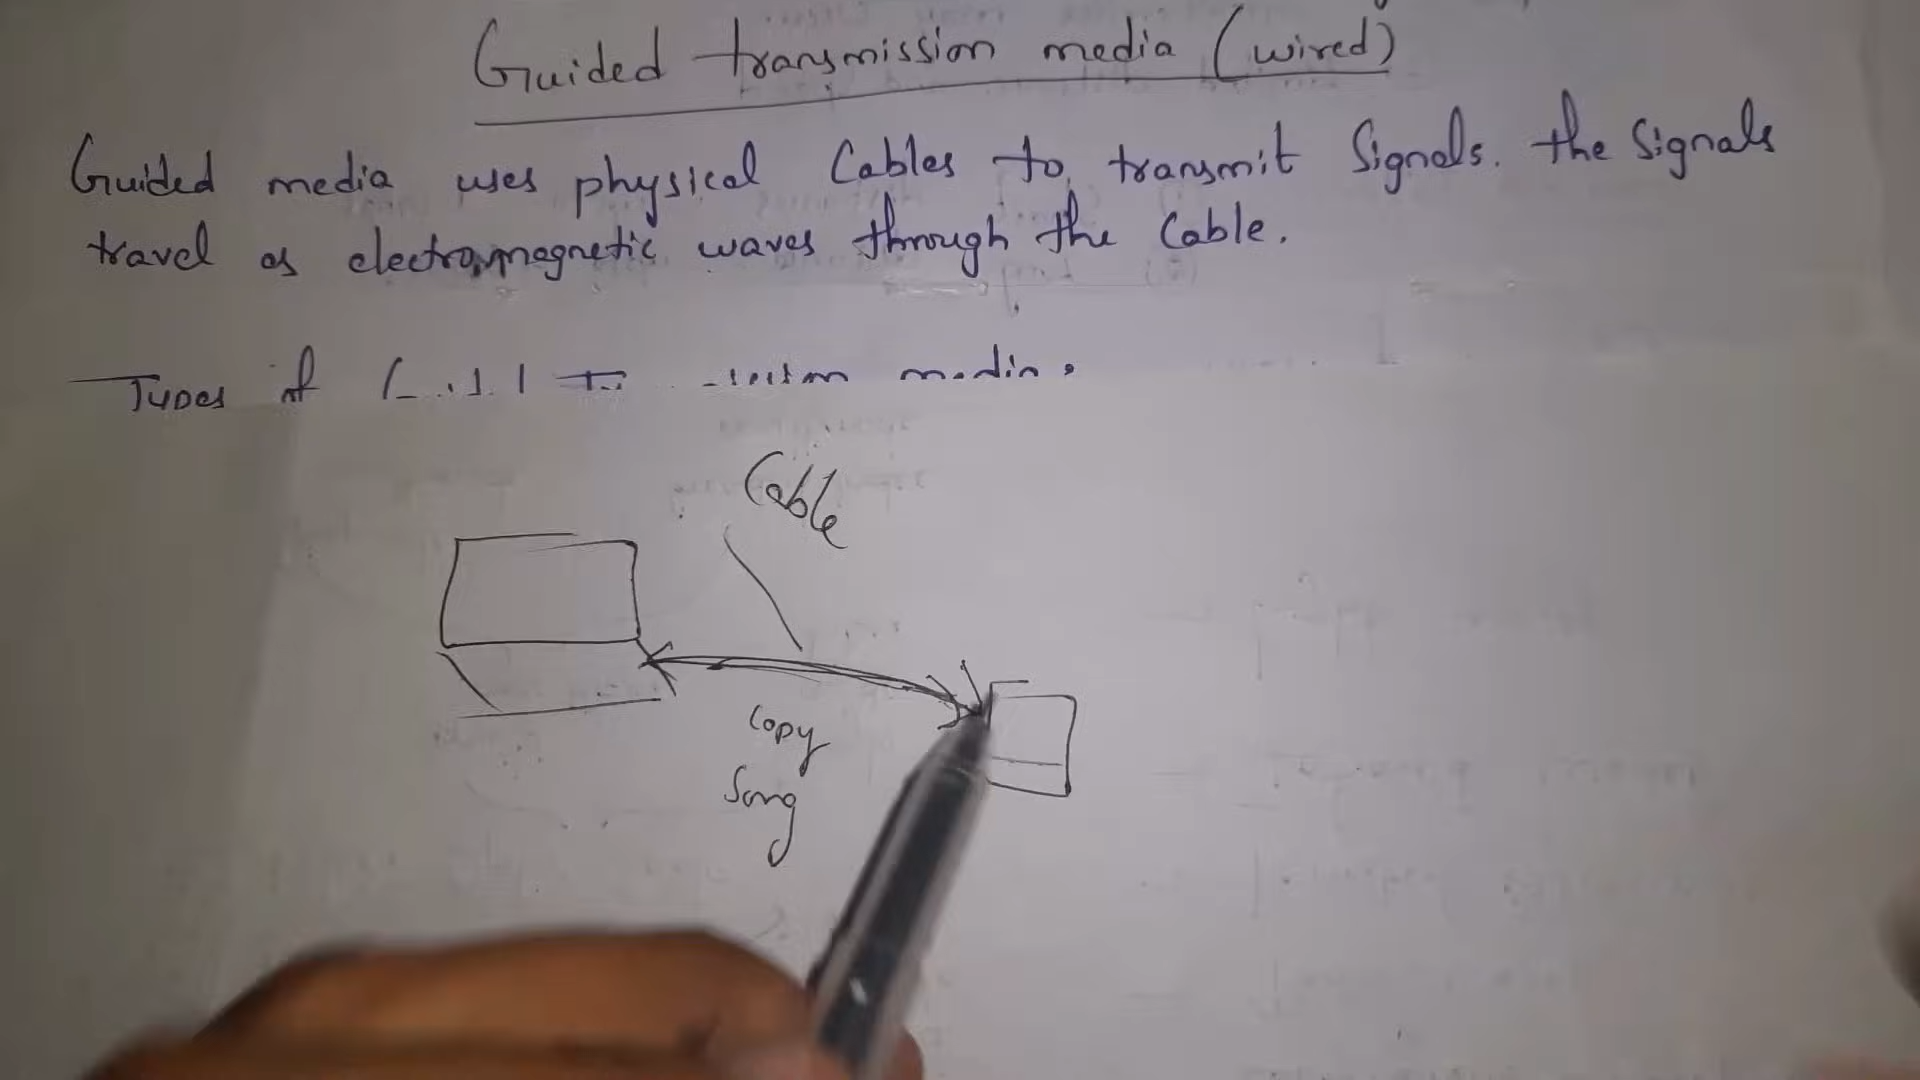 Guided transmission media (wired)
Guided media uses physical Cables to transmit Signals. the Signals
travel as electromagnetic waves through the Cable.
Types of media.
Cable
Copy
Song